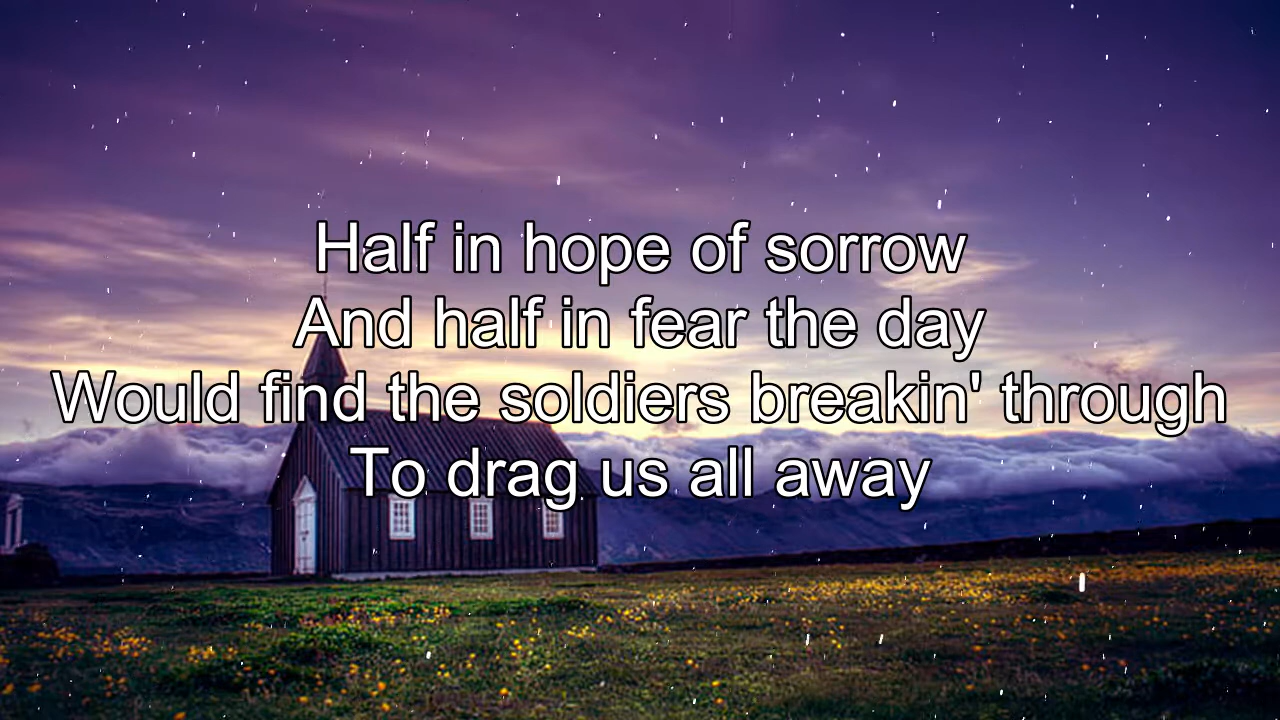 Half in hope of sorrow
And half in fear the day
Would find the soldiers breakin' through
To drag us all away